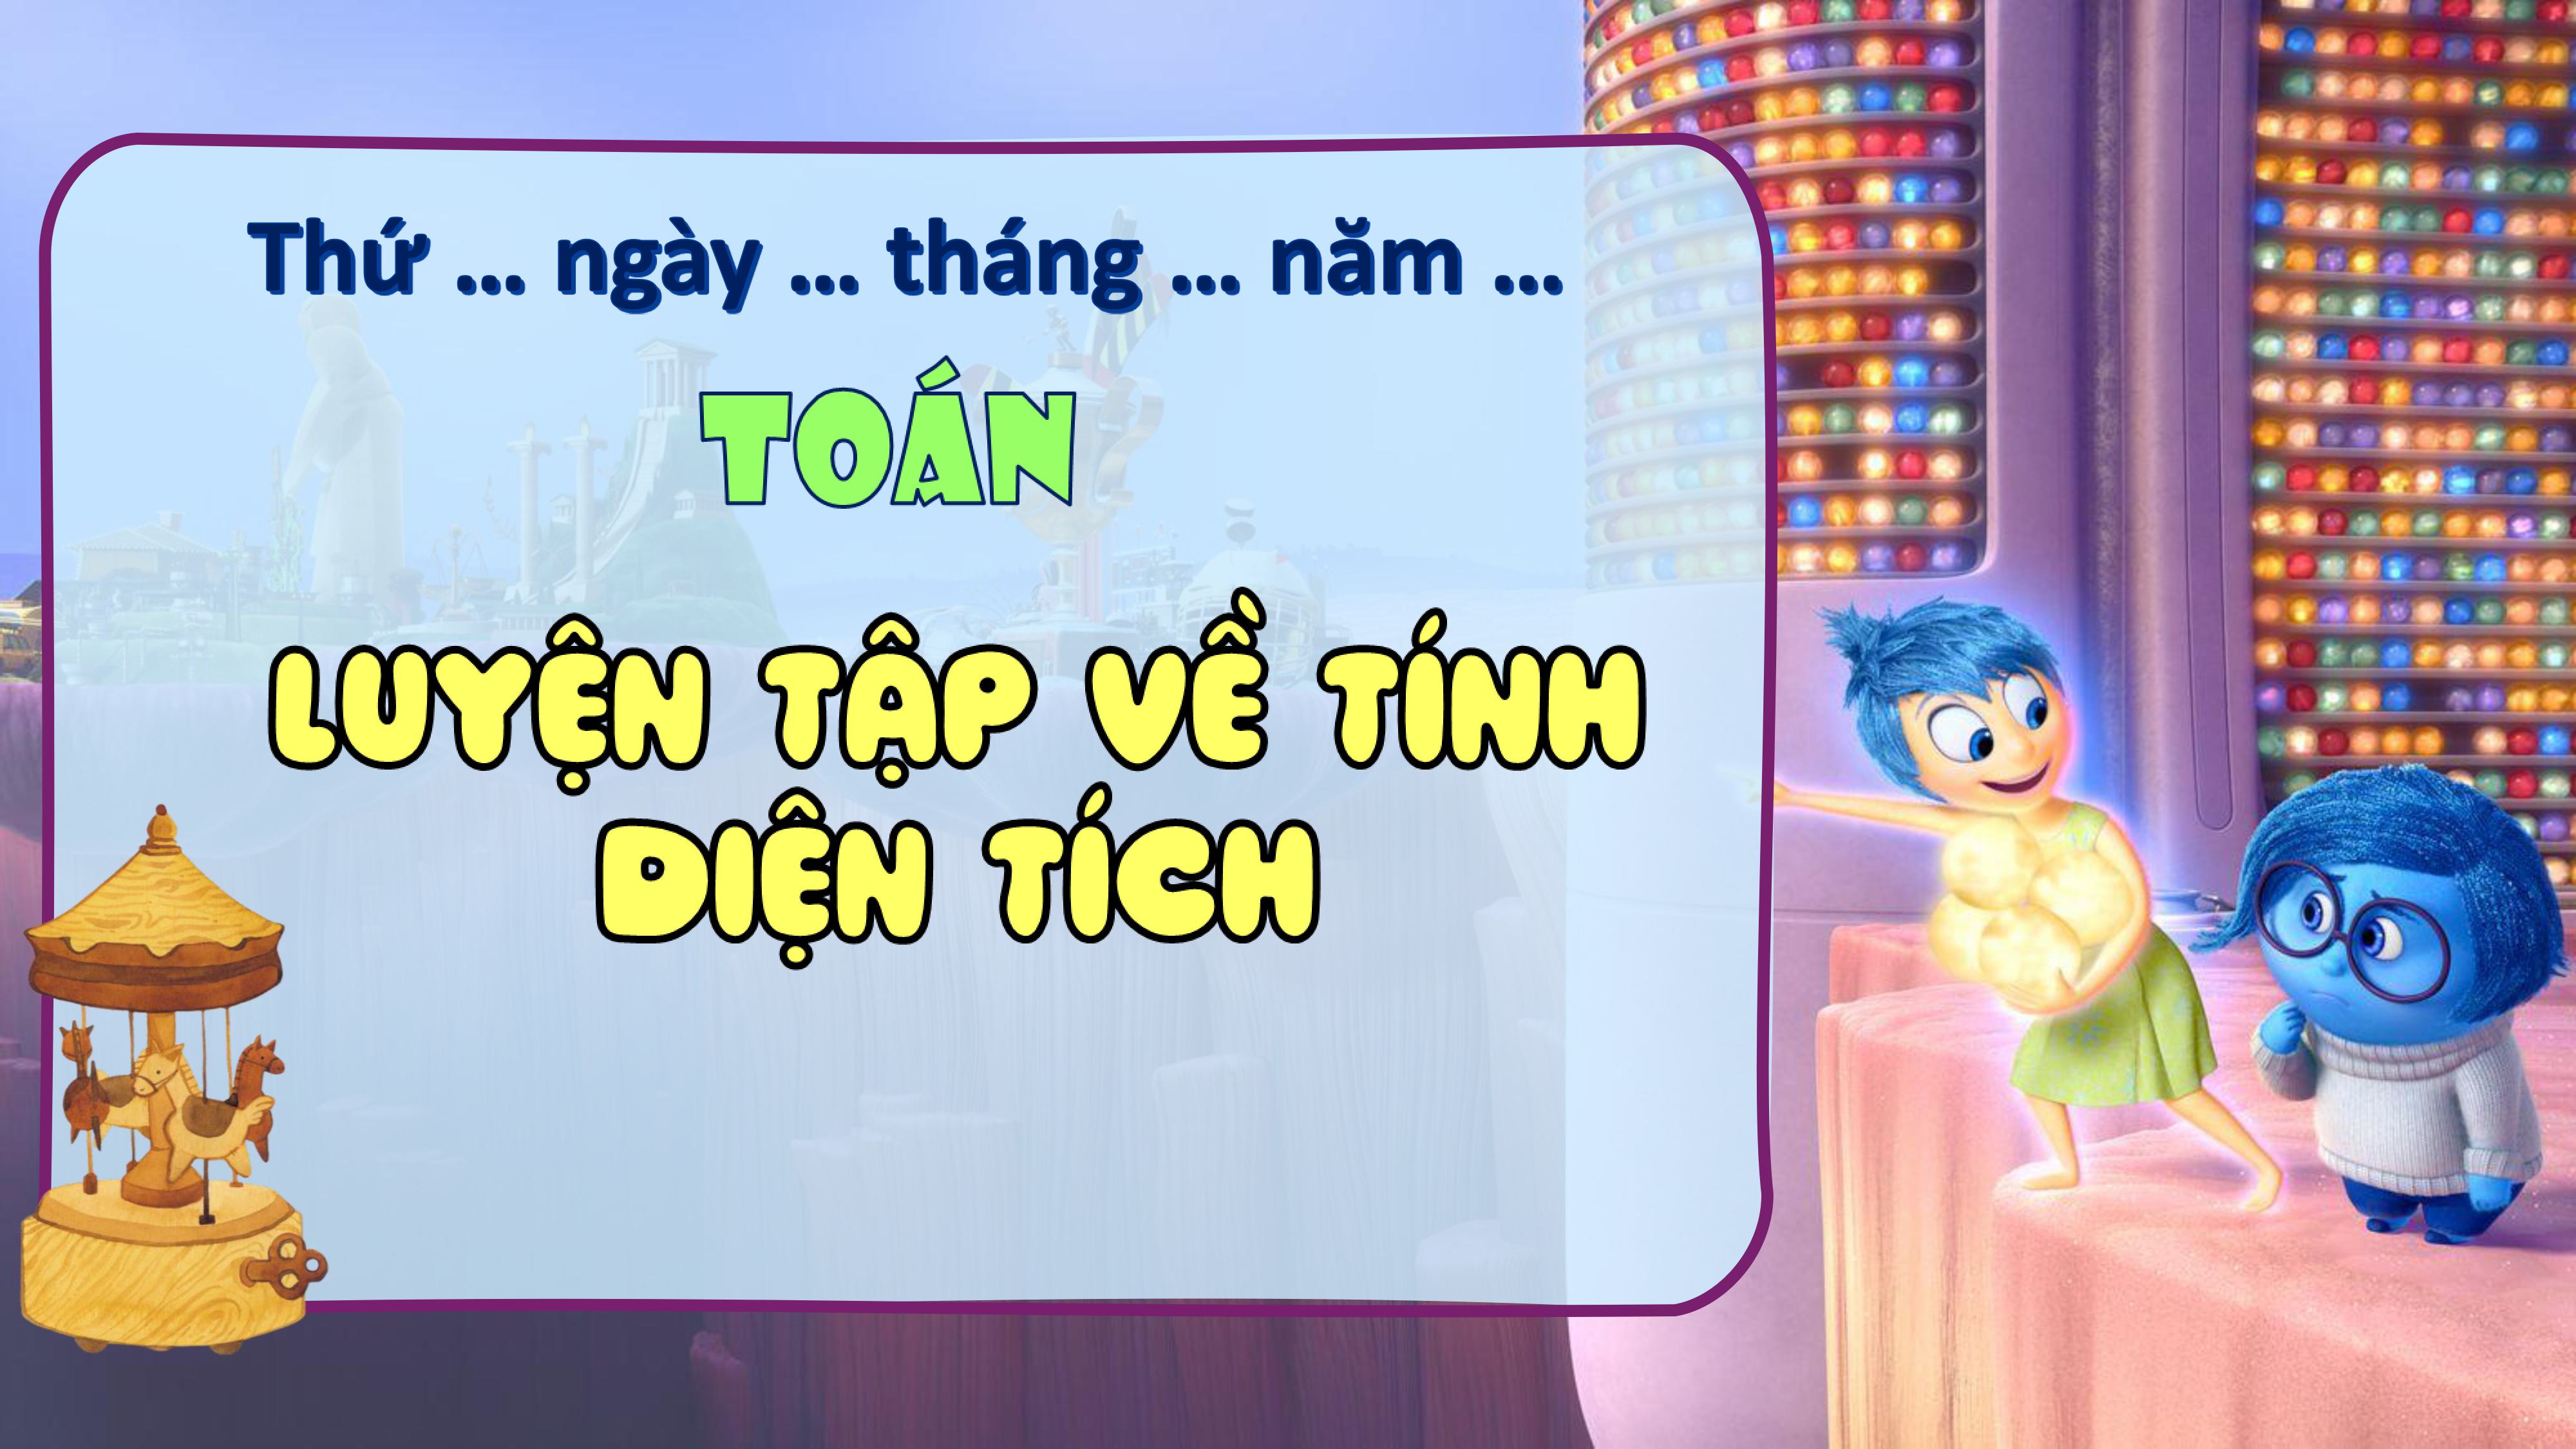 Thứ ... ngày ... tháng ... năm ...
TOÁN
LUYỆN TẬP VỀ TÍNH
DIỆN TÍCH